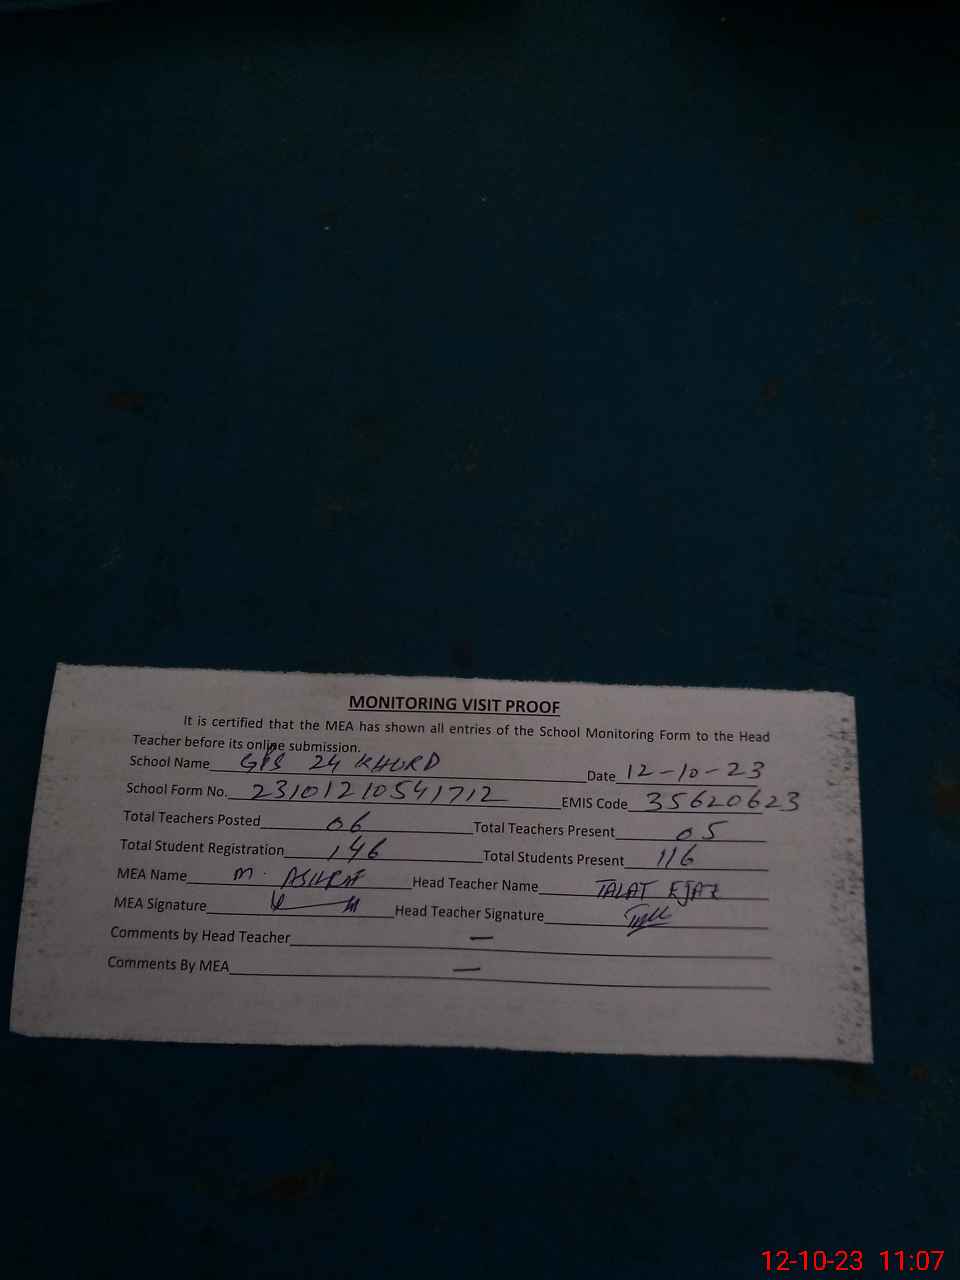 MONITORING VISIT PROOF
It is certified that the MEA has shown all entries of the School Monitoring Form to the Head
Teacher before its online submission.
School Name GPS 24 KHURD Date 12-10-23
School Form No. 23101210541712 EMIS Code 35620623
Total Teachers Posted 06 Total Teachers Present 05
Total Student Registration 146 Total Students Present 116
MEA Name M. ASHRAF Head Teacher Name TALAT EJAZ
MEA Signature Head Teacher Signature
Comments by Head Teacher —
Comments By MEA —
12-10-23 11:07